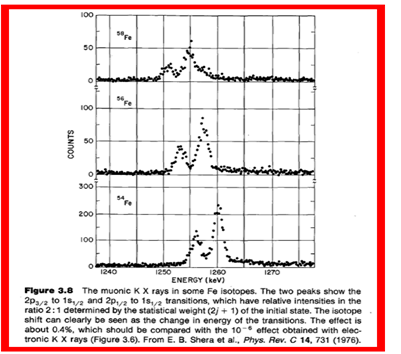 100
58Fe
50
0
56Fe
100
50
0
300
54Fe
200
100
0
COUNTS
1240 1250 1260 1270
ENERGY (keV)
Figure 3.8 The muonic K X rays in some Fe isotopes. The two peaks show the
2p3/2 to 1s1/2 and 2p1/2 to 1s1/2 transitions, which have relative intensities in the
ratio 2:1 determined by the statistical weight (2j + 1) of the initial state. The isotope
shift can clearly be seen as the change in energy of the transitions. The effect is
about 0.4%, which should be compared with the 10−6 effect obtained with elec-
tronic K X rays (Figure 3.6). From E. B. Shera et al., Phys. Rev. C 14, 731 (1976).